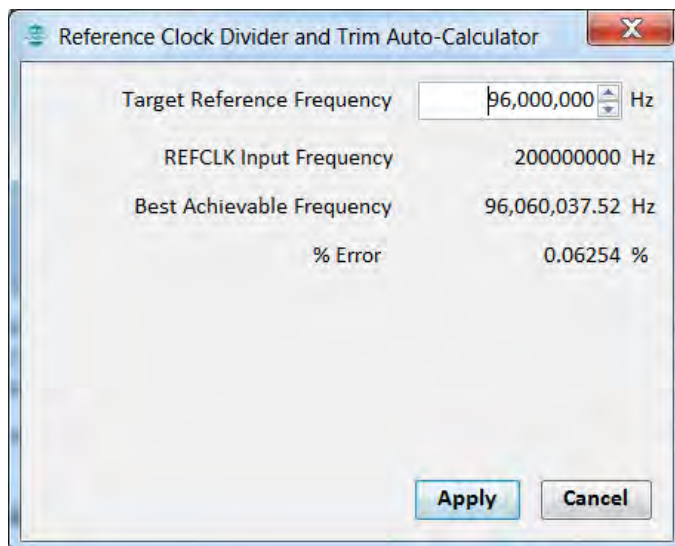 Reference Clock Divider and Trim Auto-Calculator
Target Reference Frequency 96,000,000 Hz
REFCLK Input Frequency 200000000 Hz
Best Achievable Frequency 96,060,037.52 Hz
% Error 0.06254 %
Apply Cancel